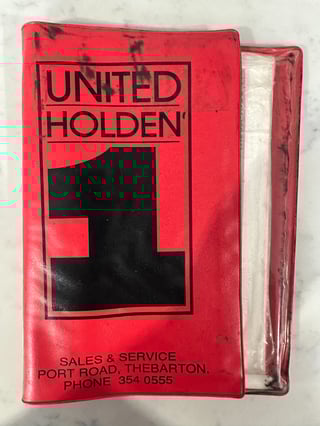 UNITED
HOLDEN'
1
SALES & SERVICE
PORT ROAD, THEBARTON.
PHONE 354 0555